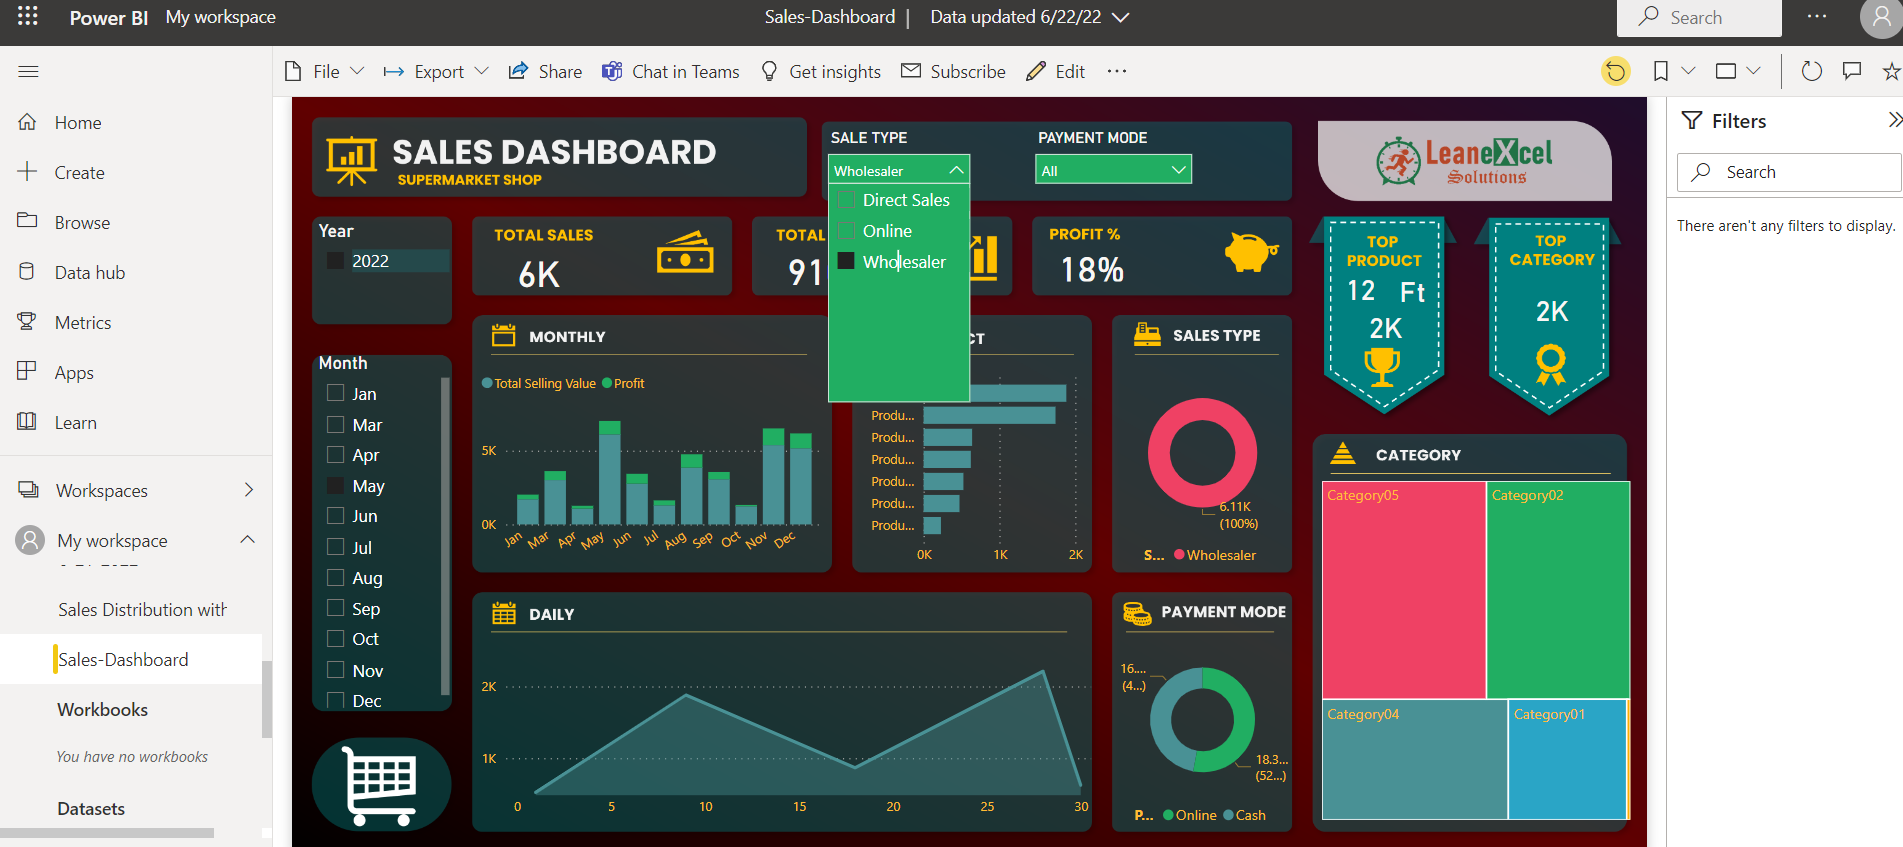 Power BI My workspace
Sales-Dashboard | Data updated 6/22/22
Search
File Export Share Chat in Teams Get insights Subscribe Edit
Home
Create
Browse
Data hub
Metrics
Apps
Learn
Workspaces
My workspace
Sales Distribution with
Sales-Dashboard
Workbooks
You have no workbooks
Datasets
SALES DASHBOARD
SUPERMARKET SHOP
SALE TYPE
Wholesaler
Direct Sales
Online
Wholesaler
PAYMENT MODE
All
LeaneXcel
Solutions
Year
2022
Month
Jan
Mar
Apr
May
Jun
Jul
Aug
Sep
Oct
Nov
Dec
TOTAL SALES
6K
TOTAL
91
PROFIT %
18%
TOP
PRODUCT
12 Ft
2K
TOP
CATEGORY
2K
MONTHLY
Total Selling Value Profit
5K
0K
Jan Mar Apr May Jun Jul Aug Sep Oct Nov Dec
CT
Produ...
Produ...
Produ...
Produ...
Produ...
Produ...
0K 1K 2K
SALES TYPE
6.11K
(100%)
S... Wholesaler
CATEGORY
Category05
Category02
Category04
Category01
DAILY
2K
1K
0 5 10 15 20 25 30
PAYMENT MODE
16....
(4...)
18.3...
(52...)
P... Online Cash
Filters
Search
There aren't any filters to display.